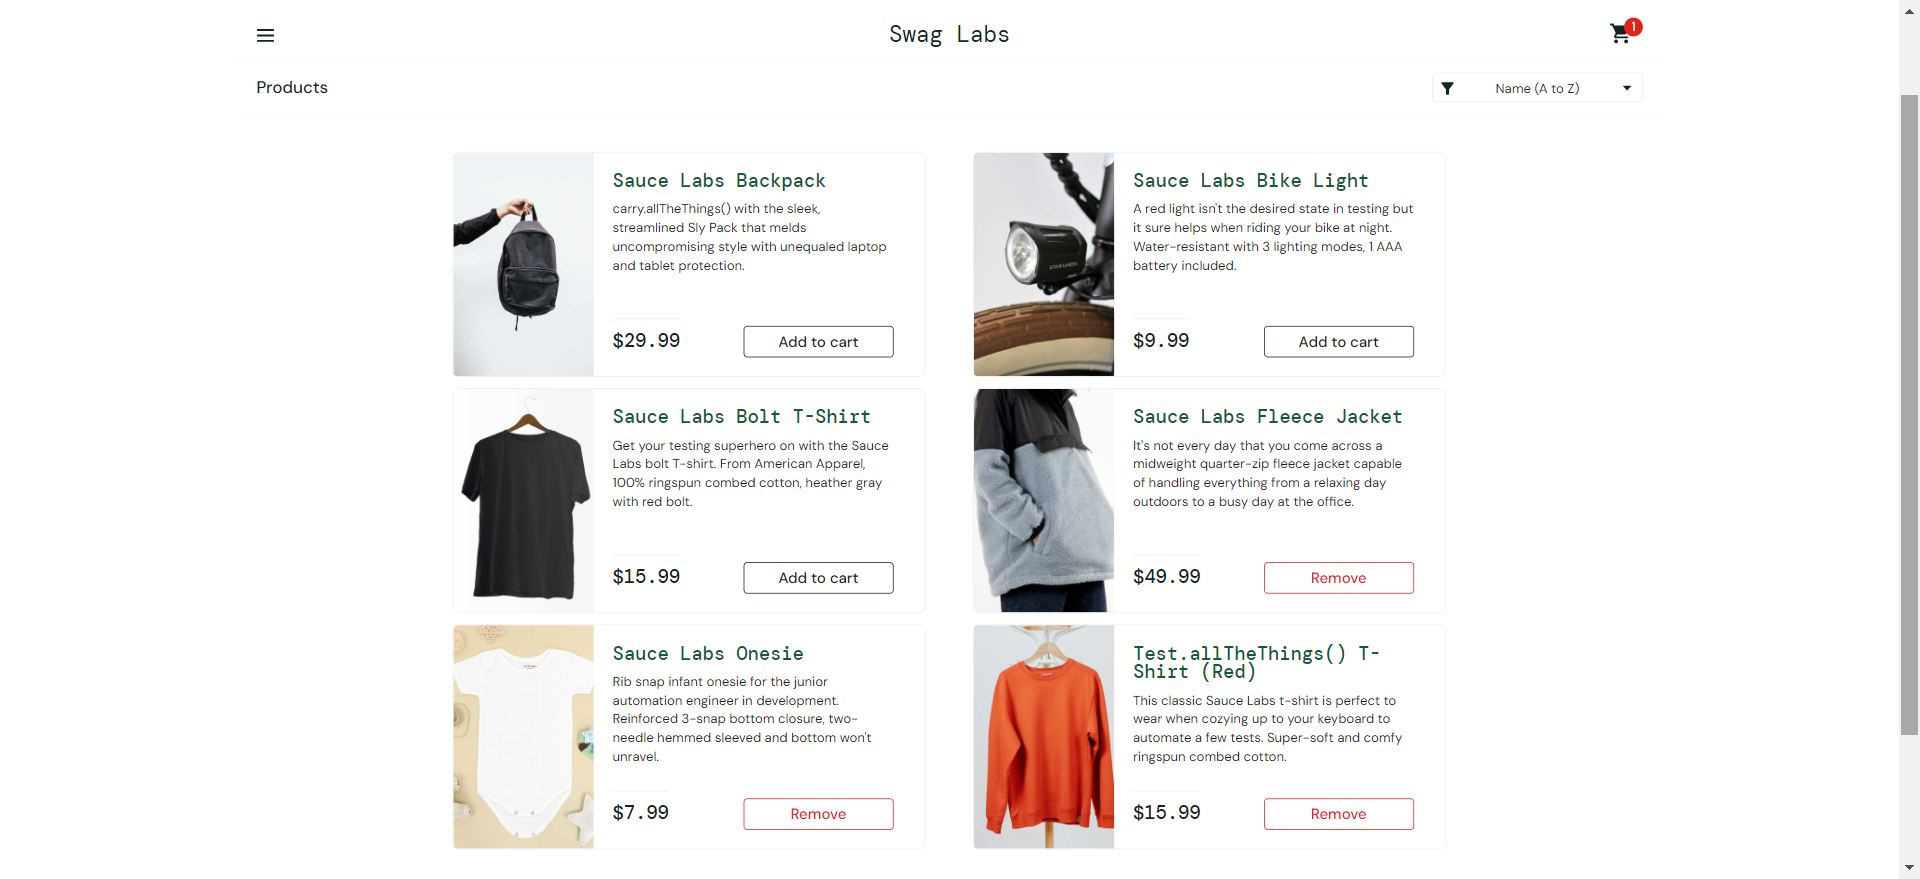 Swag Labs
1
Products
Name (A to Z)
Sauce Labs Backpack
carry.allTheThings() with the sleek,
streamlined Sly Pack that melds
uncompromising style with unequaled laptop
and tablet protection.
$29.99
Add to cart
Sauce Labs Bike Light
A red light isn't the desired state in testing but
it sure helps when riding your bike at night.
Water-resistant with 3 lighting modes, 1 AAA
battery included.
$9.99
Add to cart
Sauce Labs Bolt T-Shirt
Get your testing superhero on with the Sauce
Labs bolt T-shirt. From American Apparel,
100% ringspun combed cotton, heather gray
with red bolt.
$15.99
Add to cart
Sauce Labs Fleece Jacket
It's not every day that you come across a
midweight quarter-zip fleece jacket capable
of handling everything from a relaxing day
outdoors to a busy day at the office.
$49.99
Remove
Sauce Labs Onesie
Rib snap infant onesie for the junior
automation engineer in development.
Reinforced 3-snap bottom closure, two-
needle hemmed sleeved and bottom won't
unravel.
$7.99
Remove
Test.allTheThings() T-
Shirt (Red)
This classic Sauce Labs t-shirt is perfect to
wear when cozying up to your keyboard to
automate a few tests. Super-soft and comfy
ringspun combed cotton.
$15.99
Remove